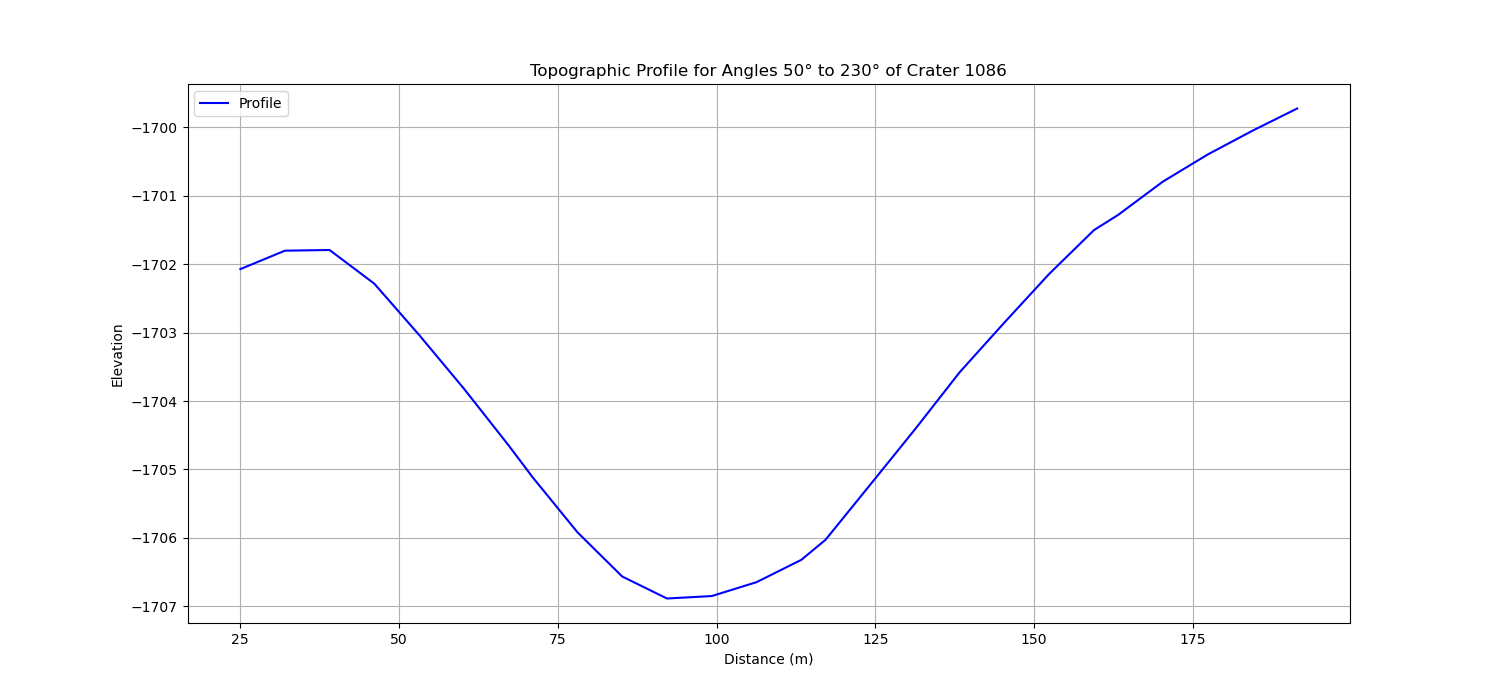 Topographic Profile for Angles 50° to 230° of Crater 1086
Profile
−1700
−1701
−1702
−1703
−1704
−1705
−1706
−1707
Elevation
25 50 75 100 125 150 175
Distance (m)